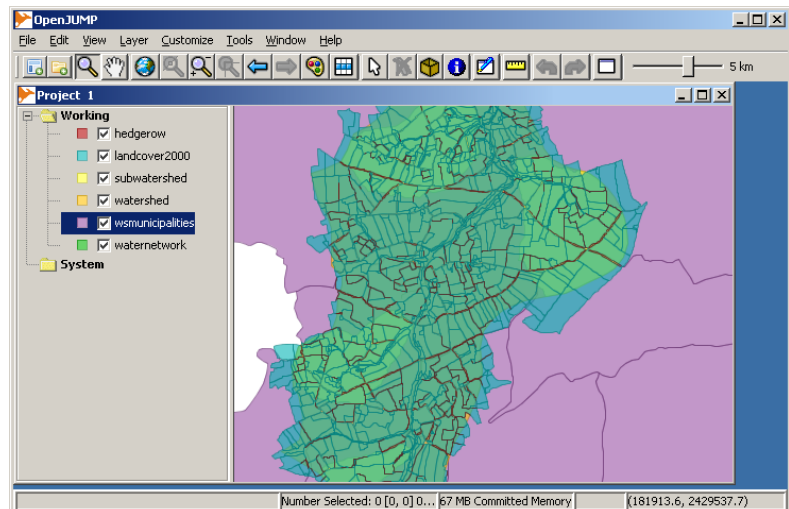 OpenJUMP
File Edit View Layer Customize Tools Window Help
5 km
Project 1
Working
hedgerow
landcover2000
subwatershed
watershed
wsmunicipalities
waternetwork
System
Number Selected: 0 [0, 0] 0... 67 MB Committed Memory (181913.6, 2429537.7)